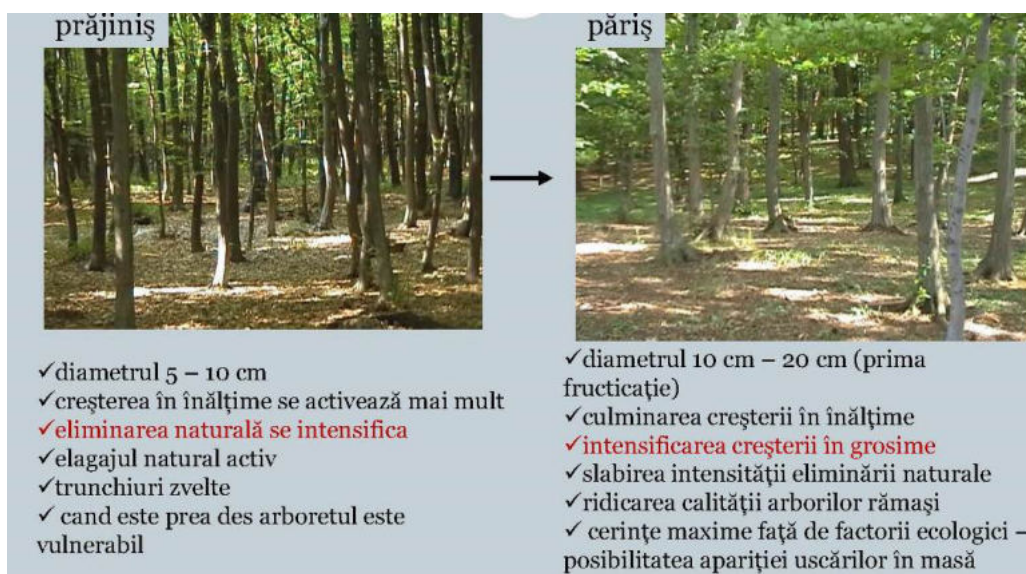 prăjiniş
✓diametrul 5 – 10 cm
✓creşterea în înălţime se activează mai mult
✓eliminarea naturală se intensifica
✓elagajul natural activ
✓trunchiuri zvelte
✓ cand este prea des arboretul este
vulnerabil
păriş
✓diametrul 10 cm – 20 cm (prima
fructicaţie)
✓culminarea creşterii în înălţime
✓intensificarea creşterii în grosime
✓slabirea intensităţii eliminării naturale
✓ridicarea calităţii arborilor rămaşi
✓ cerinţe maxime faţă de factorii ecologici –
posibilitatea apariţiei uscărilor în masă